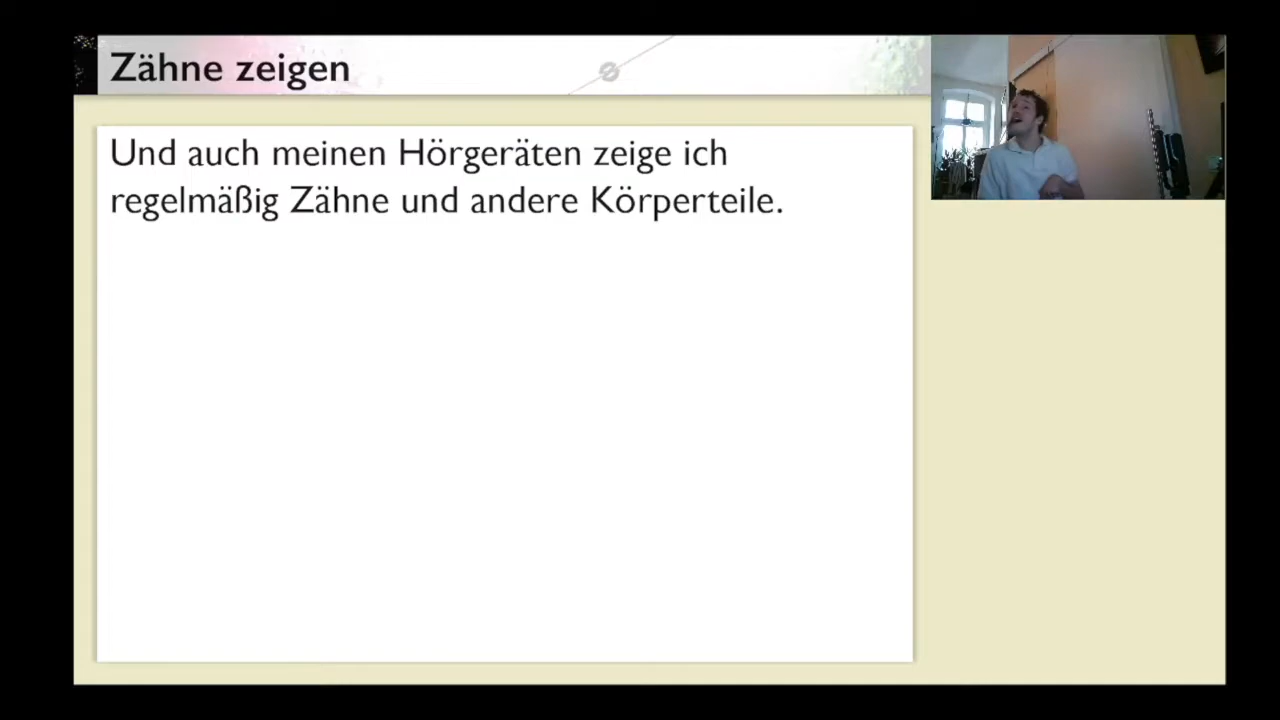 Zähne zeigen
Und auch meinen Hörgeräten zeige ich
regelmäßig Zähne und andere Körperteile.